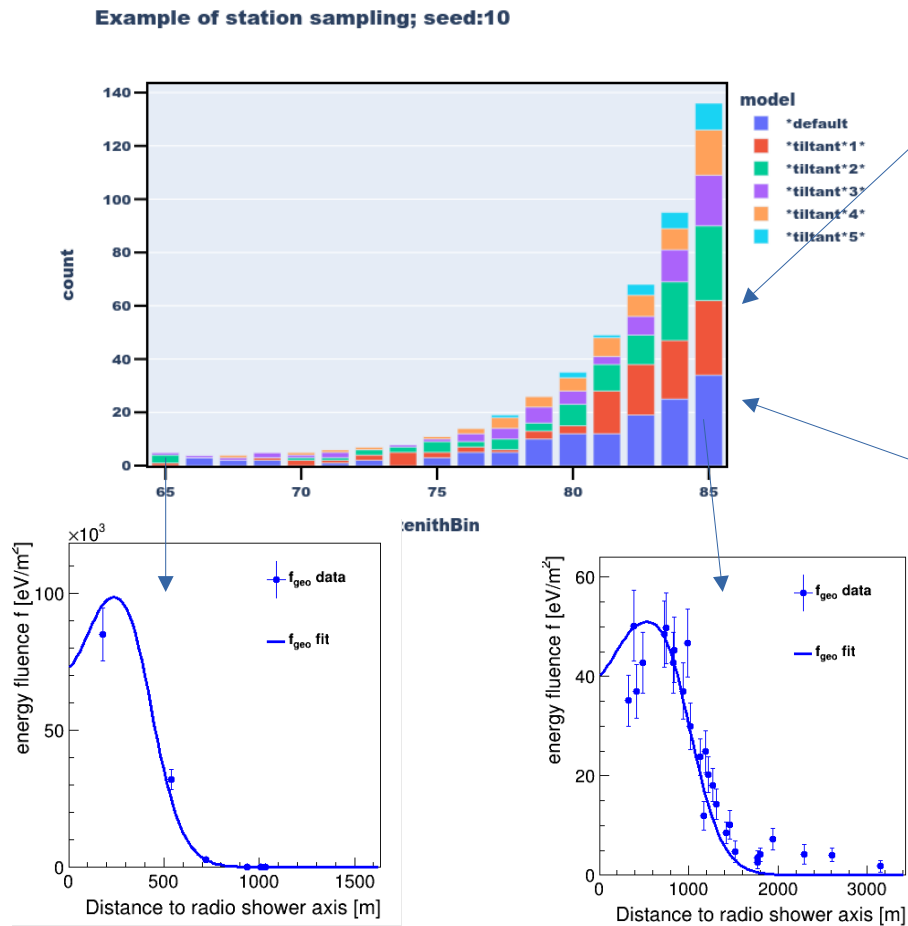 Example of station sampling; seed:10
140
120
100
80
60
40
20
0
count
65
70
75
80
85
zenithBin
model
*default
*tiltant*1*
*tiltant*2*
*tiltant*3*
*tiltant*4*
*tiltant*5*
×10³
energy fluence f [eV/m²]
100
50
0
f_geo data
f_geo fit
0
500
1000
1500
Distance to radio shower axis [m]
energy fluence f [eV/m²]
60
40
20
0
f_geo data
f_geo fit
0
1000
2000
3000
Distance to radio shower axis [m]